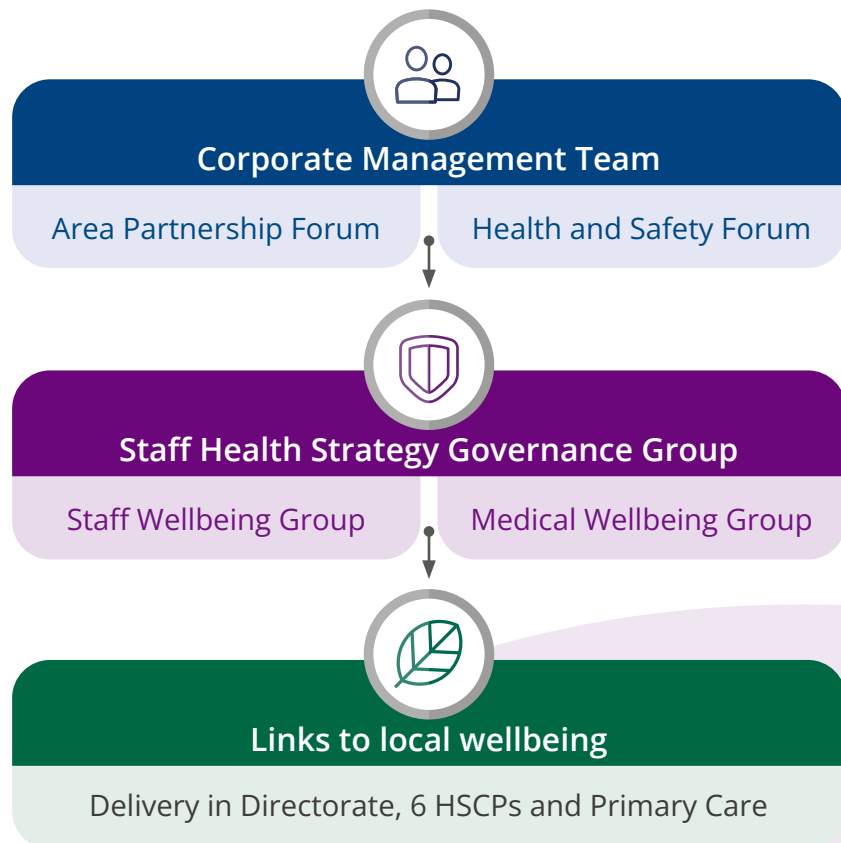 Corporate Management Team
Area Partnership Forum
Health and Safety Forum
Staff Health Strategy Governance Group
Staff Wellbeing Group
Medical Wellbeing Group
Links to local wellbeing
Delivery in Directorate, 6 HSCPs and Primary Care